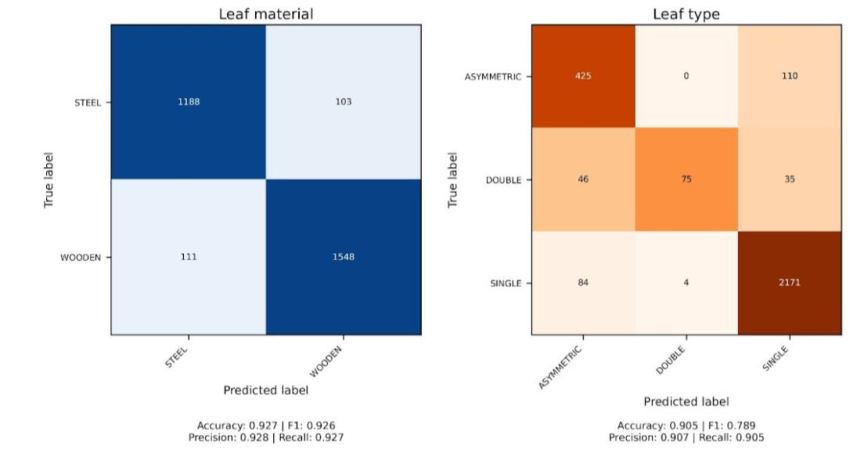 Leaf material
STEEL
1188
103
WOODEN
111
1548
True label
STEEL
WOODEN
Predicted label
Accuracy: 0.927 | F1: 0.926
Precision: 0.928 | Recall: 0.927
Leaf type
ASYMMETRIC
425
0
110
DOUBLE
46
75
35
SINGLE
84
4
2171
True label
ASYMMETRIC
DOUBLE
SINGLE
Predicted label
Accuracy: 0.905 | F1: 0.789
Precision: 0.907 | Recall: 0.905